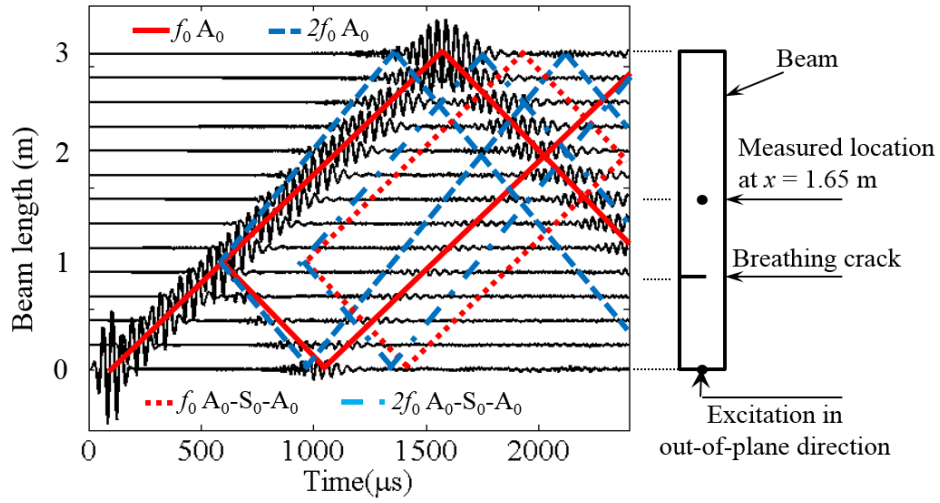 f₀ A₀
2f₀ A₀
3
2
1
0
Beam length (m)
f₀ A₀-S₀-A₀
2f₀ A₀-S₀-A₀
0
500
1000
1500
2000
Time(μs)
Beam
Measured location
at x = 1.65 m
Breathing crack
Excitation in
out-of-plane direction